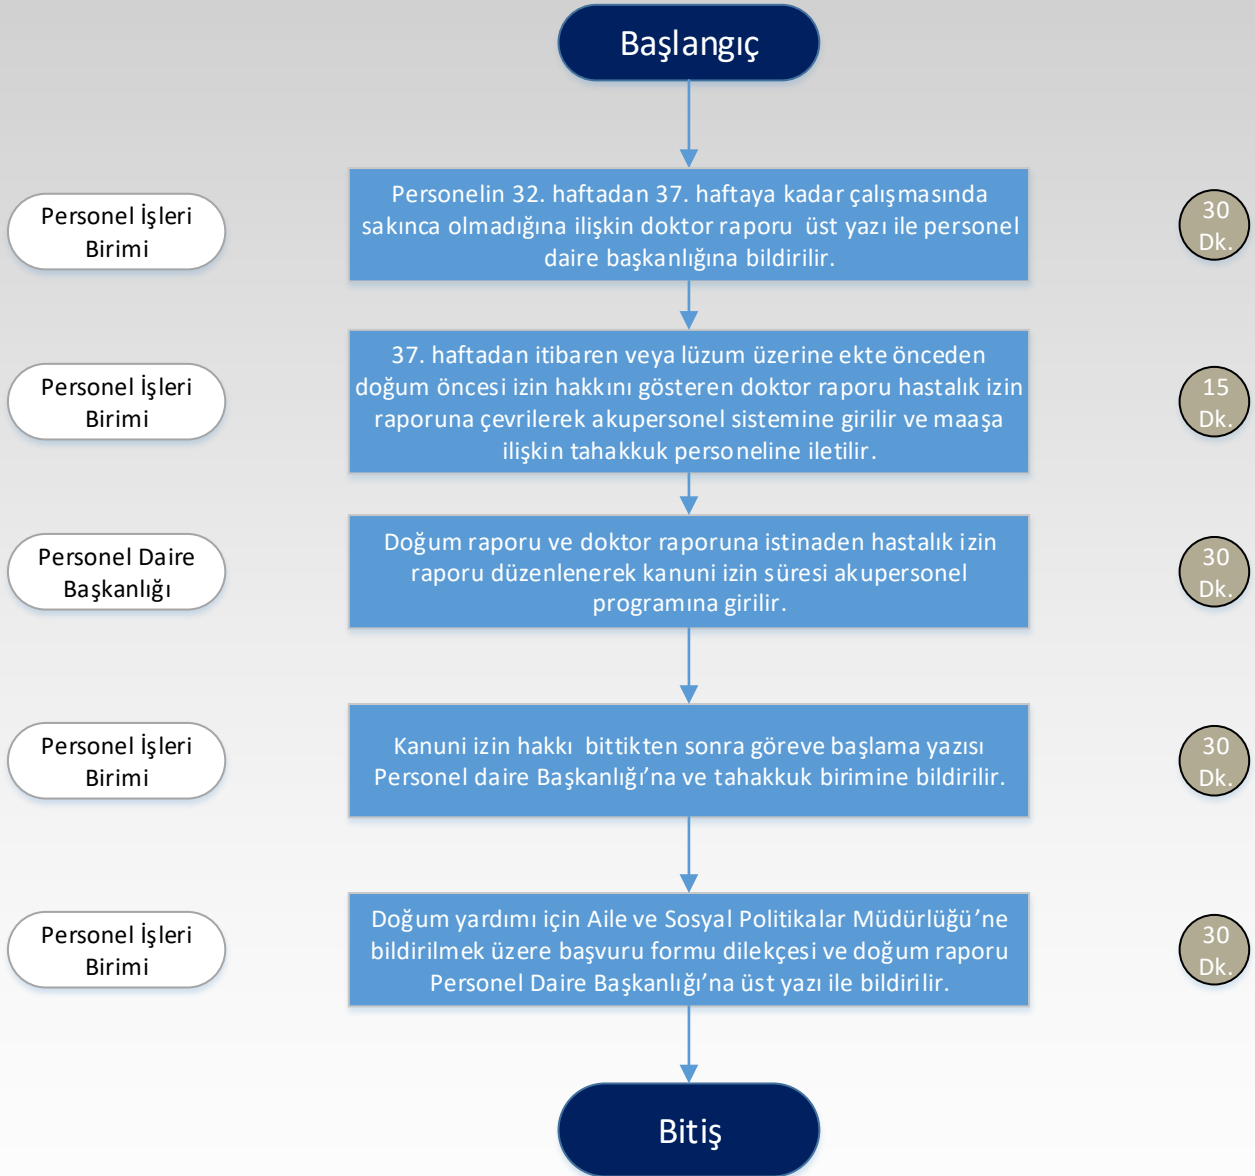 Başlangıç
Personel İşleri
Birimi
Personelin 32. haftadan 37. haftaya kadar çalışmasında
sakınca olmadığına ilişkin doktor raporu üst yazı ile personel
daire başkanlığına bildirilir.
30
Dk.
Personel İşleri
Birimi
37. haftadan itibaren veya lüzum üzerine ekte önceden
doğum öncesi izin hakkını gösteren doktor raporu hastalık izin
raporuna çevrilerek akupersonel sistemine girilir ve maaşa
ilişkin tahakkuk personeline iletilir.
15
Dk.
Personel Daire
Başkanlığı
Doğum raporu ve doktor raporuna istinaden hastalık izin
raporu düzenlenerek kanuni izin süresi akupersonel
programına girilir.
30
Dk.
Personel İşleri
Birimi
Kanuni izin hakkı bittikten sonra göreve başlama yazısı
Personel daire Başkanlığı’na ve tahakkuk birimine bildirilir.
30
Dk.
Personel İşleri
Birimi
Doğum yardımı için Aile ve Sosyal Politikalar Müdürlüğü’ne
bildirilmek üzere başvuru formu dilekçesi ve doğum raporu
Personel Daire Başkanlığı’na üst yazı ile bildirilir.
30
Dk.
Bitiş